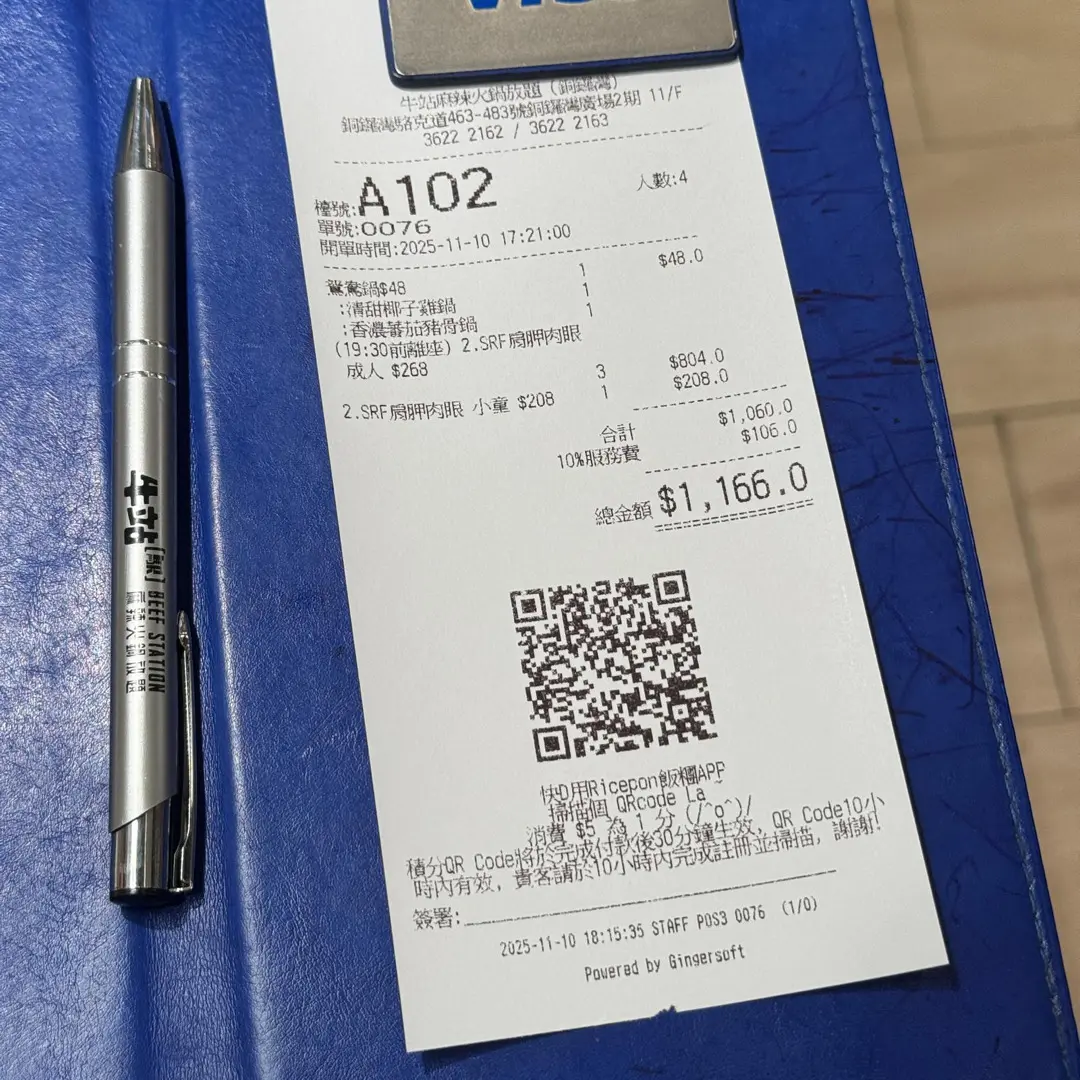 VISA
牛站麻辣火鍋放題 (銅鑼灣)
銅鑼灣駱克道463-483號銅鑼灣廣場2期 11/F
3622 2162 / 3622 2163
檯號:A102 人數:4
單號:0076
開單時間:2025-11-10 17:21:00
鴛鴦鍋$48 1 $48.0
:清甜椰子雞鍋 1
:香濃蕃茄豬骨鍋 1
(19:30前離座) 2.SRF肩胛肉眼
成人 $268 3 $804.0
2.SRF肩胛肉眼 小童 $208 1 $208.0
合計 $1,060.0
10%服務費 $106.0
總金額 $1,166.0
快D用Ricepon飯糰APP
掃描個 QRcode La ~
消費 $5 為 1 分 (/^o^)/
積分QR Code將於完成付款後30分鐘生效, QR Code10小
時內有效, 貴客請於10小時內完成註冊並掃描, 謝謝!
簽署:
2025-11-10 18:15:35 STAFF POS3 0076 (1/0)
Powered by Gingersoft
牛站
BEEF STATION
麻辣火鍋放題